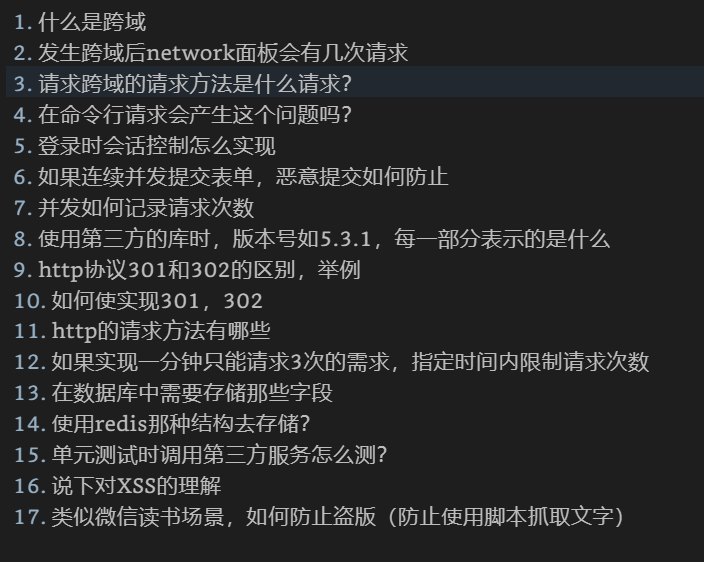 1. 什么是跨域
2. 发生跨域后network面板会有几次请求
3. 请求跨域的请求方法是什么请求？
4. 在命令行请求会产生这个问题吗？
5. 登录时会话控制怎么实现
6. 如果连续并发提交表单，恶意提交如何防止
7. 并发如何记录请求次数
8. 使用第三方的库时，版本号如5.3.1，每一部分表示的是什么
9. http协议301和302的区别，举例
10. 如何使实现301，302
11. http的请求方法有哪些
12. 如果实现一分钟只能请求3次的需求，指定时间内限制请求次数
13. 在数据库中需要存储那些字段
14. 使用redis那种结构去存储？
15. 单元测试时调用第三方服务怎么测？
16. 说下对XSS的理解
17. 类似微信读书场景，如何防止盗版（防止使用脚本抓取文字）